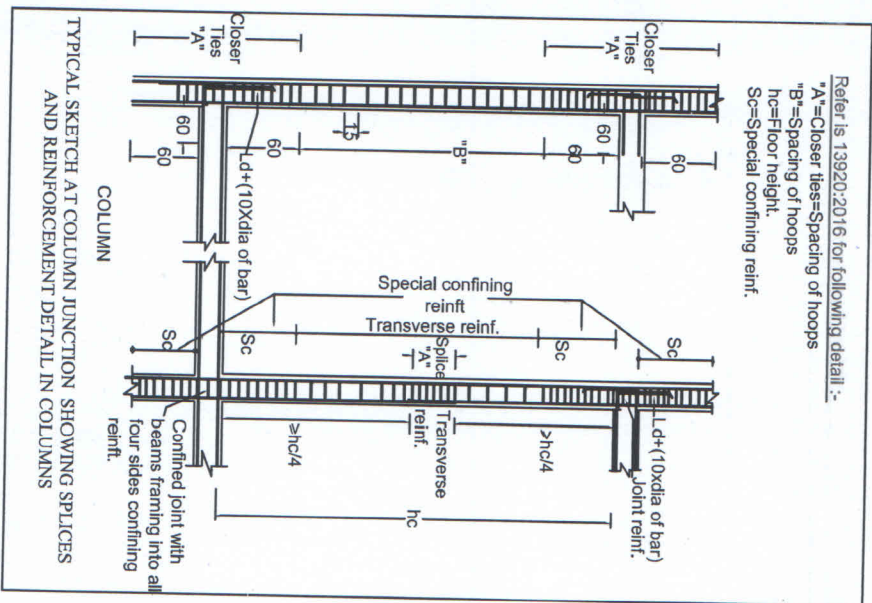 Refer is 13920:2016 for following detail :-
"A"=Closer ties=Spacing of hoops
"B"=Spacing of hoops
hc=Floor height.
Sc=Special confining reinf.
Closer
Ties
"A"
Closer
Ties
"A"
60
60
60
"B"
15
60
60
60
Ld+(10Xdia of bar)
Special confining
reinft
Transverse reinf.
Sc
Sc
Sc
Sc
Splice
"A"
Transverse
reinf.
Ld+(10xdia of bar)
Joint reinf.
>hc/4
≥hc/4
hc
Confined joint with
beams framing into all
four sides confining
reinft.
COLUMN
TYPICAL SKETCH AT COLUMN JUNCTION SHOWING SPLICES
AND REINFORCEMENT DETAIL IN COLUMNS